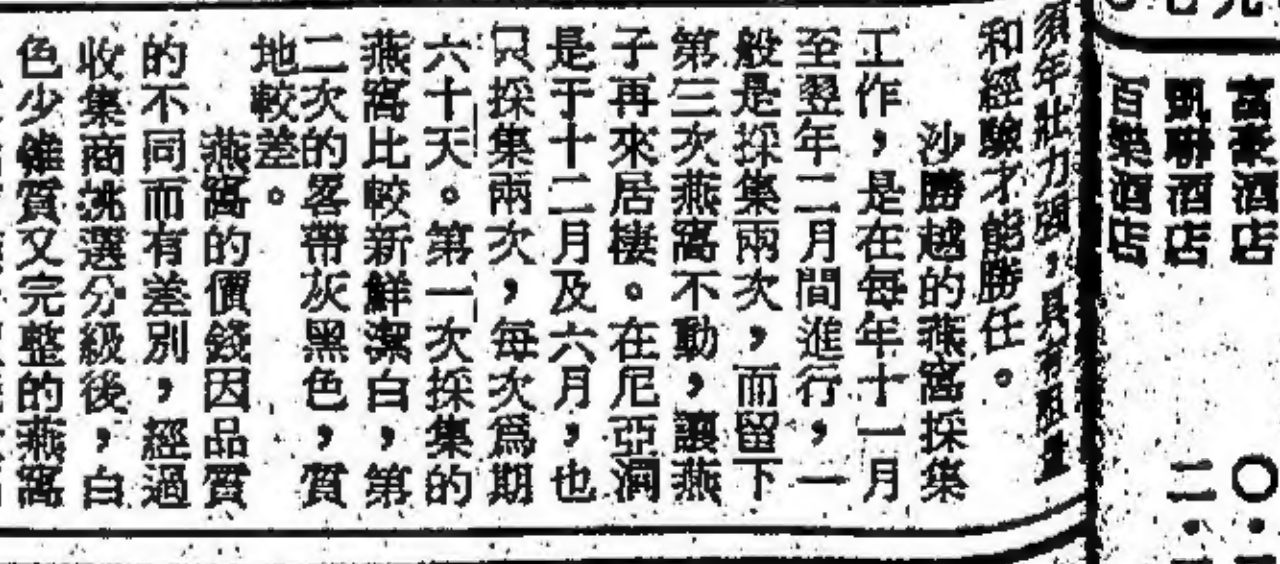 須年壯力強,具有胆量
和經驗才能勝任。
沙勝越的燕窩採集
工作,是在每年十一月
至翌年二月間進行,一
般是採集兩次,而留下
第三次燕窩不動,讓燕
子再來居棲。在尼亞洞
是于十二月及六月,也
只採集兩次,每次爲期
六十天。第一次採集的
燕窩比較新鮮潔白,第
二次的畧帶灰黑色,質
地較差。
燕窩的價錢因品質
的不同而有差別,經過
收集商挑選分級後,白
色少雜質又完整的燕窩
萬豪酒店
凱聯酒店
百樂酒店